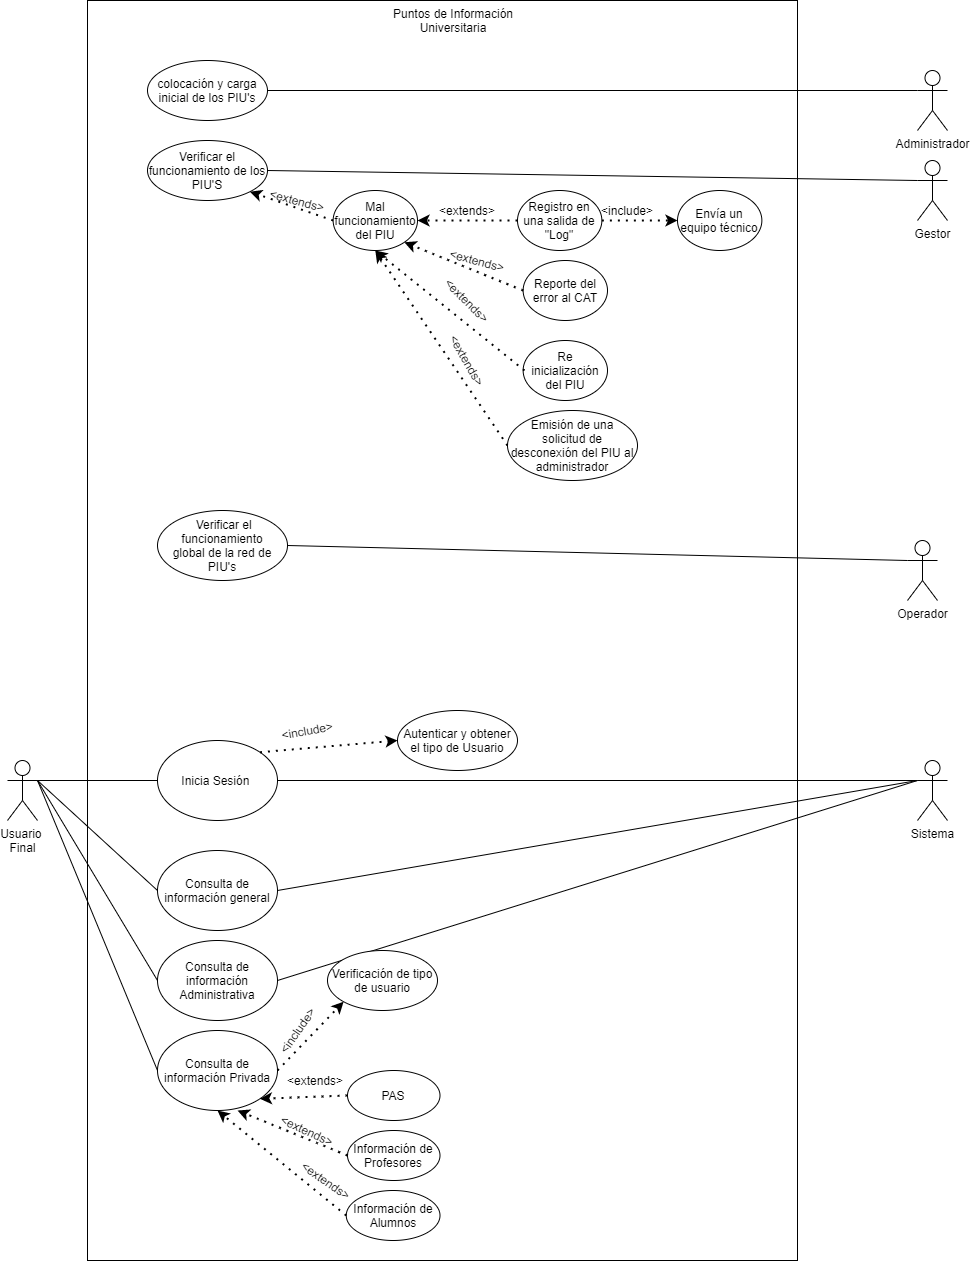 Puntos de Información
Universitaria
colocación y carga
inicial de los PIU's
Administrador
Verificar el
funcionamiento de los
PIU'S
Gestor
<extends>
Mal
funcionamiento
del PIU
<extends>
Registro en
una salida de
"Log"
<include>
Envía un
equipo técnico
<extends>
Reporte del
error al CAT
<extends>
Re
inicialización
del PIU
<extends>
Emisión de una
solicitud de
desconexión del PIU al
administrador
Verificar el
funcionamiento
global de la red de
PIU's
Operador
<include>
Autenticar y obtener
el tipo de Usuario
Inicia Sesión
Usuario
Final
Sistema
Consulta de
información general
Consulta de
información
Administrativa
Verificación de tipo
de usuario
<include>
Consulta de
información Privada
<extends>
PAS
<extends>
Información de
Profesores
<extends>
Información de
Alumnos